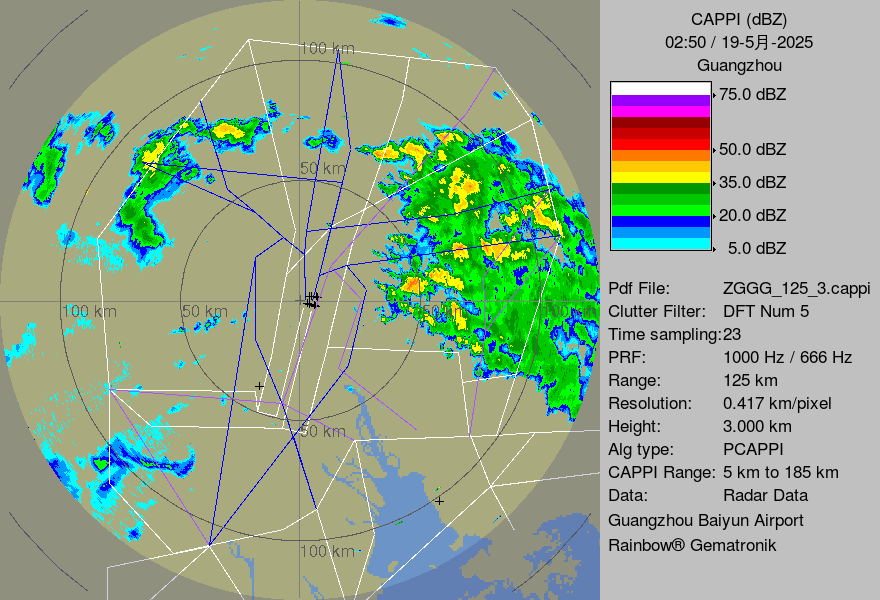 CAPPI (dBZ)
02:50 / 19-5月-2025
Guangzhou
75.0 dBZ
50.0 dBZ
35.0 dBZ
20.0 dBZ
5.0 dBZ
Pdf File: ZGGG_125_3.cappi
Clutter Filter: DFT Num 5
Time sampling:23
PRF: 1000 Hz / 666 Hz
Range: 125 km
Resolution: 0.417 km/pixel
Height: 3.000 km
Alg type: PCAPPI
CAPPI Range: 5 km to 185 km
Data: Radar Data
Guangzhou Baiyun Airport
Rainbow® Gematronik
100 km
50 km
100 km
50 km
50 km
100 km
50 km
100 km